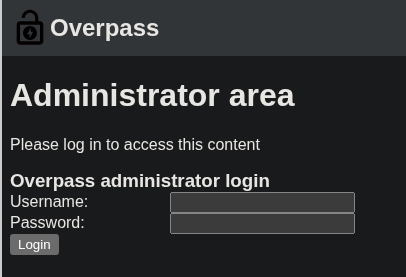 Overpass
Administrator area
Please log in to access this content
Overpass administrator login
Username:
Password:
Login